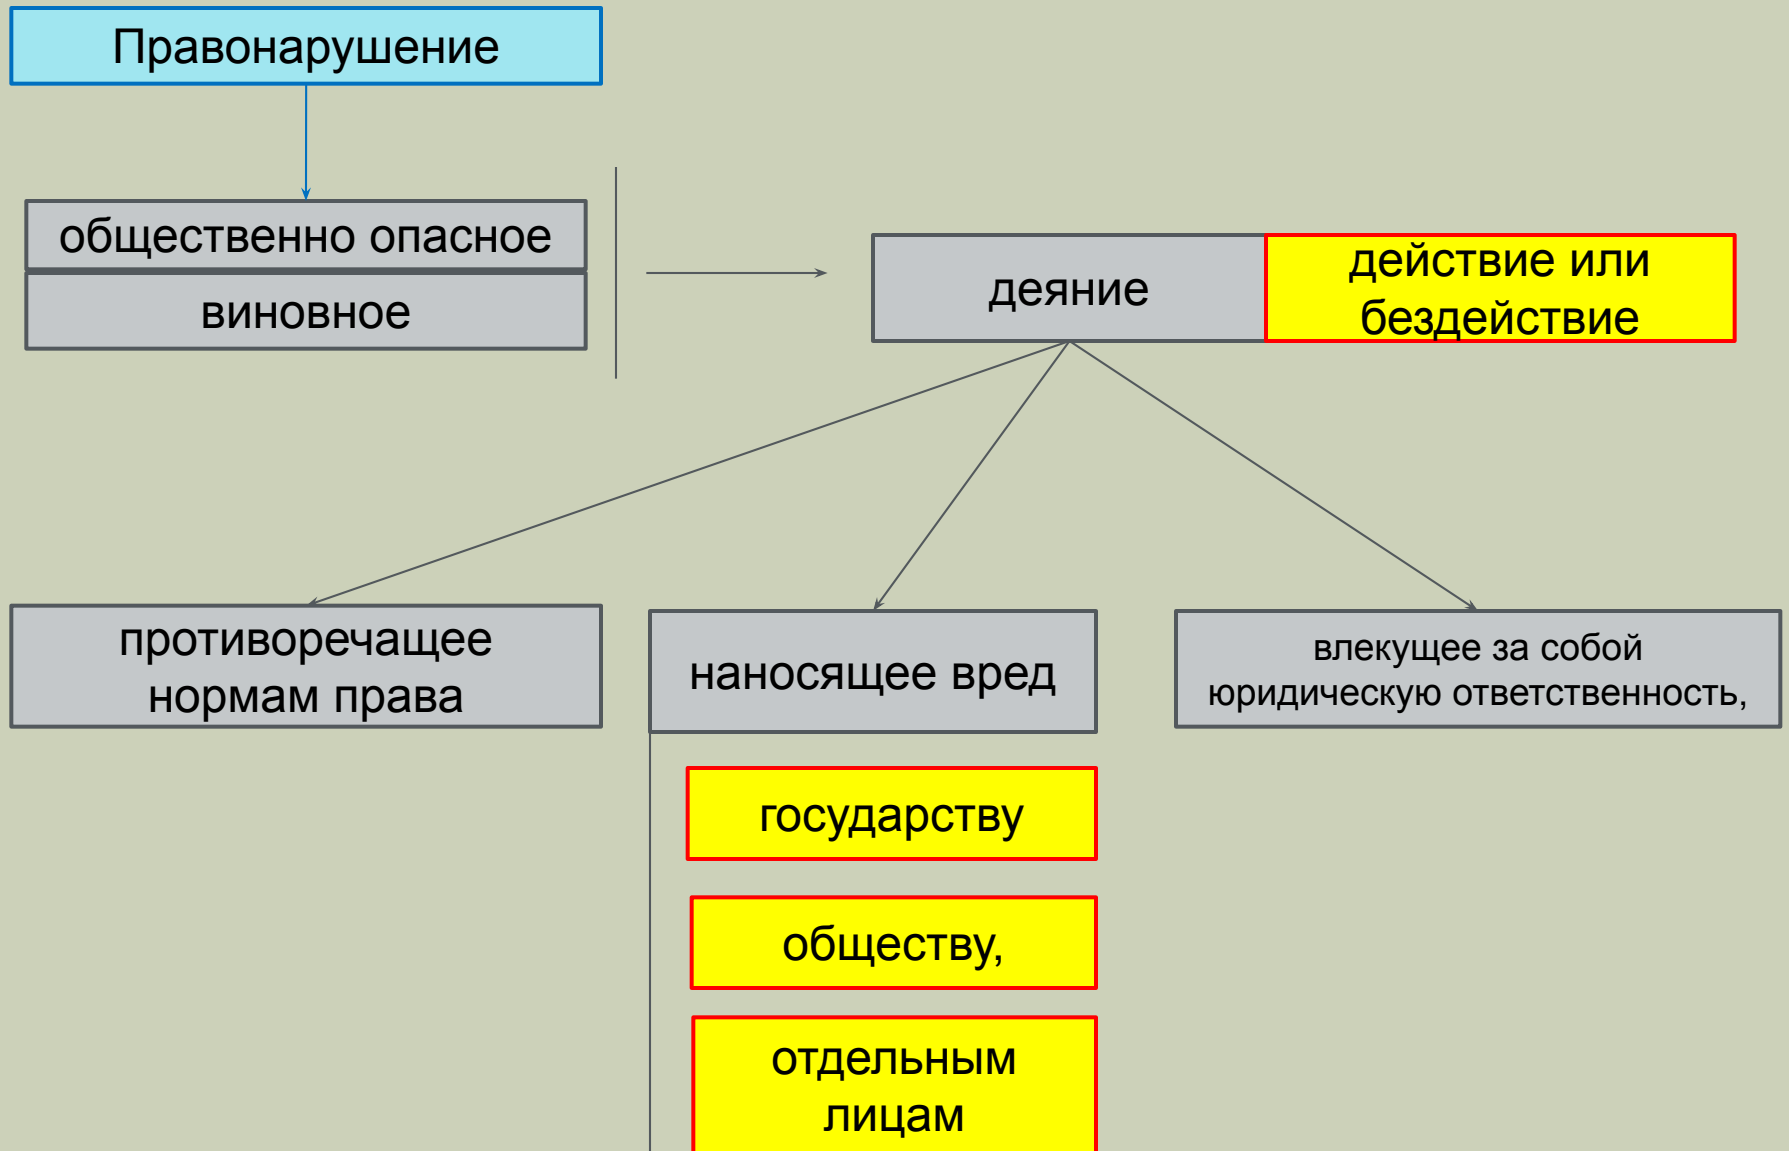 Правонарушение
общественно опасное
виновное
деяние
действие или
бездействие
противоречащее
нормам права
наносящее вред
влекущее за собой
юридическую ответственность,
государству
обществу,
отдельным
лицам